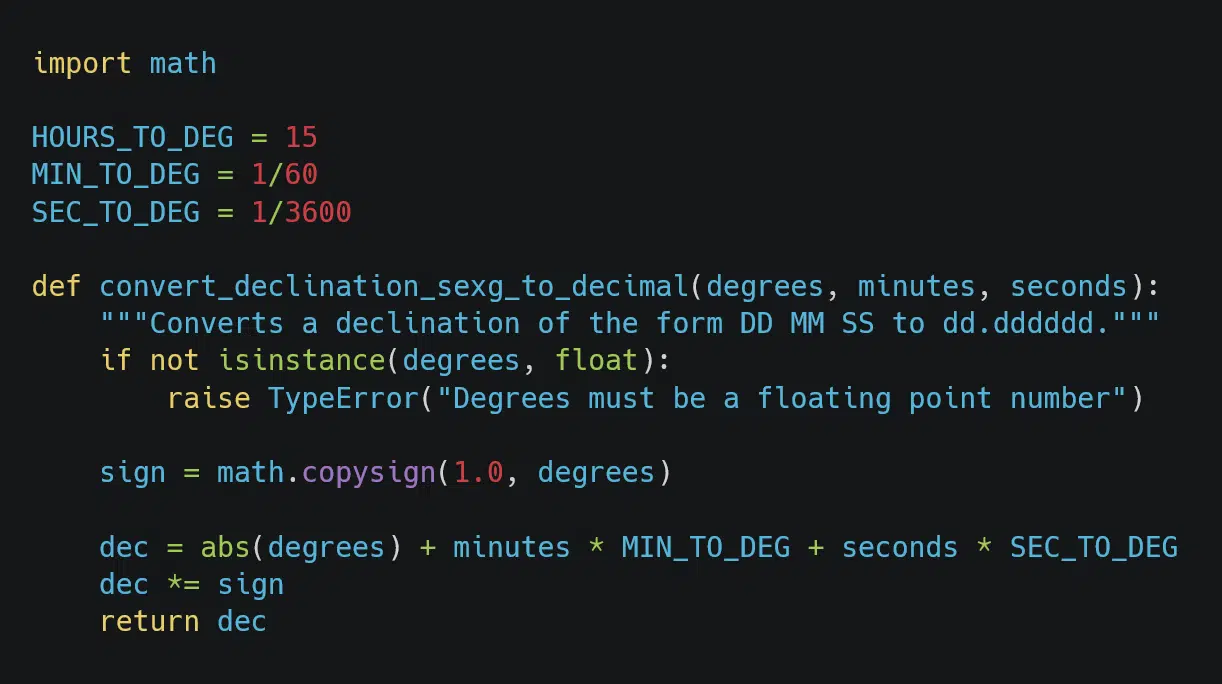 import math
HOURS_TO_DEG = 15
MIN_TO_DEG = 1/60
SEC_TO_DEG = 1/3600
def convert_declination_sexg_to_decimal(degrees, minutes, seconds):
    """Converts a declination of the form DD MM SS to dd.dddddd."""
    if not isinstance(degrees, float):
        raise TypeError("Degrees must be a floating point number")
    sign = math.copysign(1.0, degrees)
    dec = abs(degrees) + minutes * MIN_TO_DEG + seconds * SEC_TO_DEG
    dec *= sign
    return dec